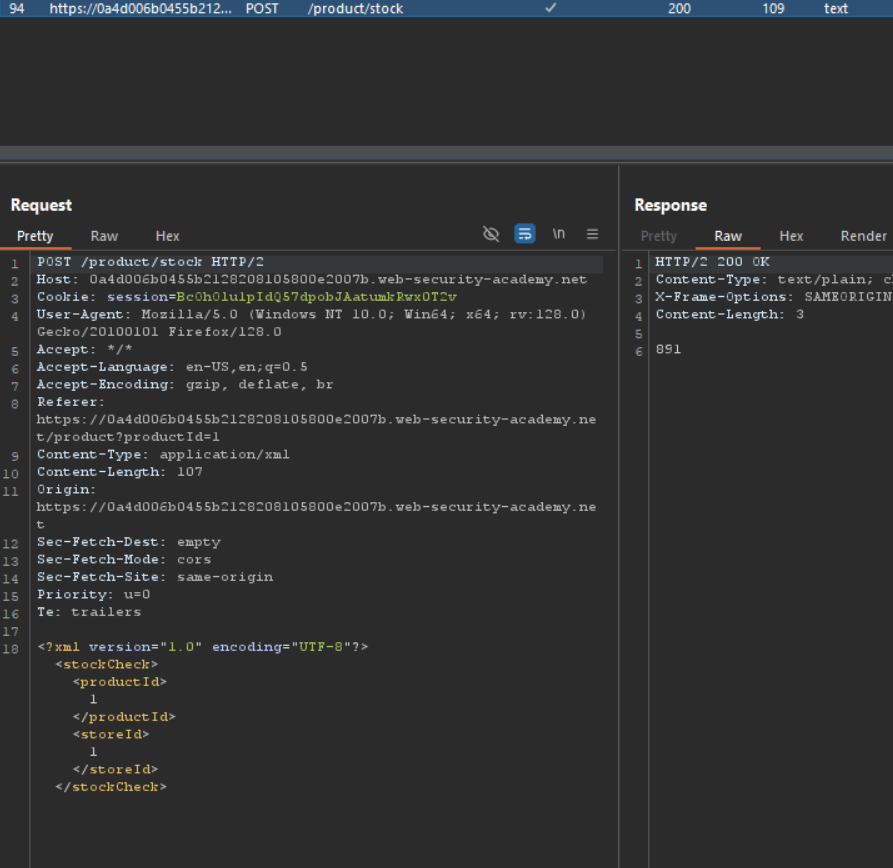 94 https://0a4d006b0455b212... POST /product/stock ✓ 200 109 text
Request
Pretty Raw Hex \n
1 POST /product/stock HTTP/2
2 Host: 0a4d006b0455b2128208105800e2007b.web-security-academy.net
3 Cookie: session=Bc0h0lulpIdQ57dpobJAatumkRwx0T2v
4 User-Agent: Mozilla/5.0 (Windows NT 10.0; Win64; x64; rv:128.0)
Gecko/20100101 Firefox/128.0
5 Accept: */*
6 Accept-Language: en-US,en;q=0.5
7 Accept-Encoding: gzip, deflate, br
8 Referer:
https://0a4d006b0455b2128208105800e2007b.web-security-academy.ne
t/product?productId=1
9 Content-Type: application/xml
10 Content-Length: 107
11 Origin:
https://0a4d006b0455b2128208105800e2007b.web-security-academy.ne
t
12 Sec-Fetch-Dest: empty
13 Sec-Fetch-Mode: cors
14 Sec-Fetch-Site: same-origin
15 Priority: u=0
16 Te: trailers
17
18 <?xml version="1.0" encoding="UTF-8"?>
<stockCheck>
<productId>
1
</productId>
<storeId>
1
</storeId>
</stockCheck>
Response
Pretty Raw Hex Render
1 HTTP/2 200 OK
2 Content-Type: text/plain; c
3 X-Frame-Options: SAMEORIGIN
4 Content-Length: 3
5
6 891